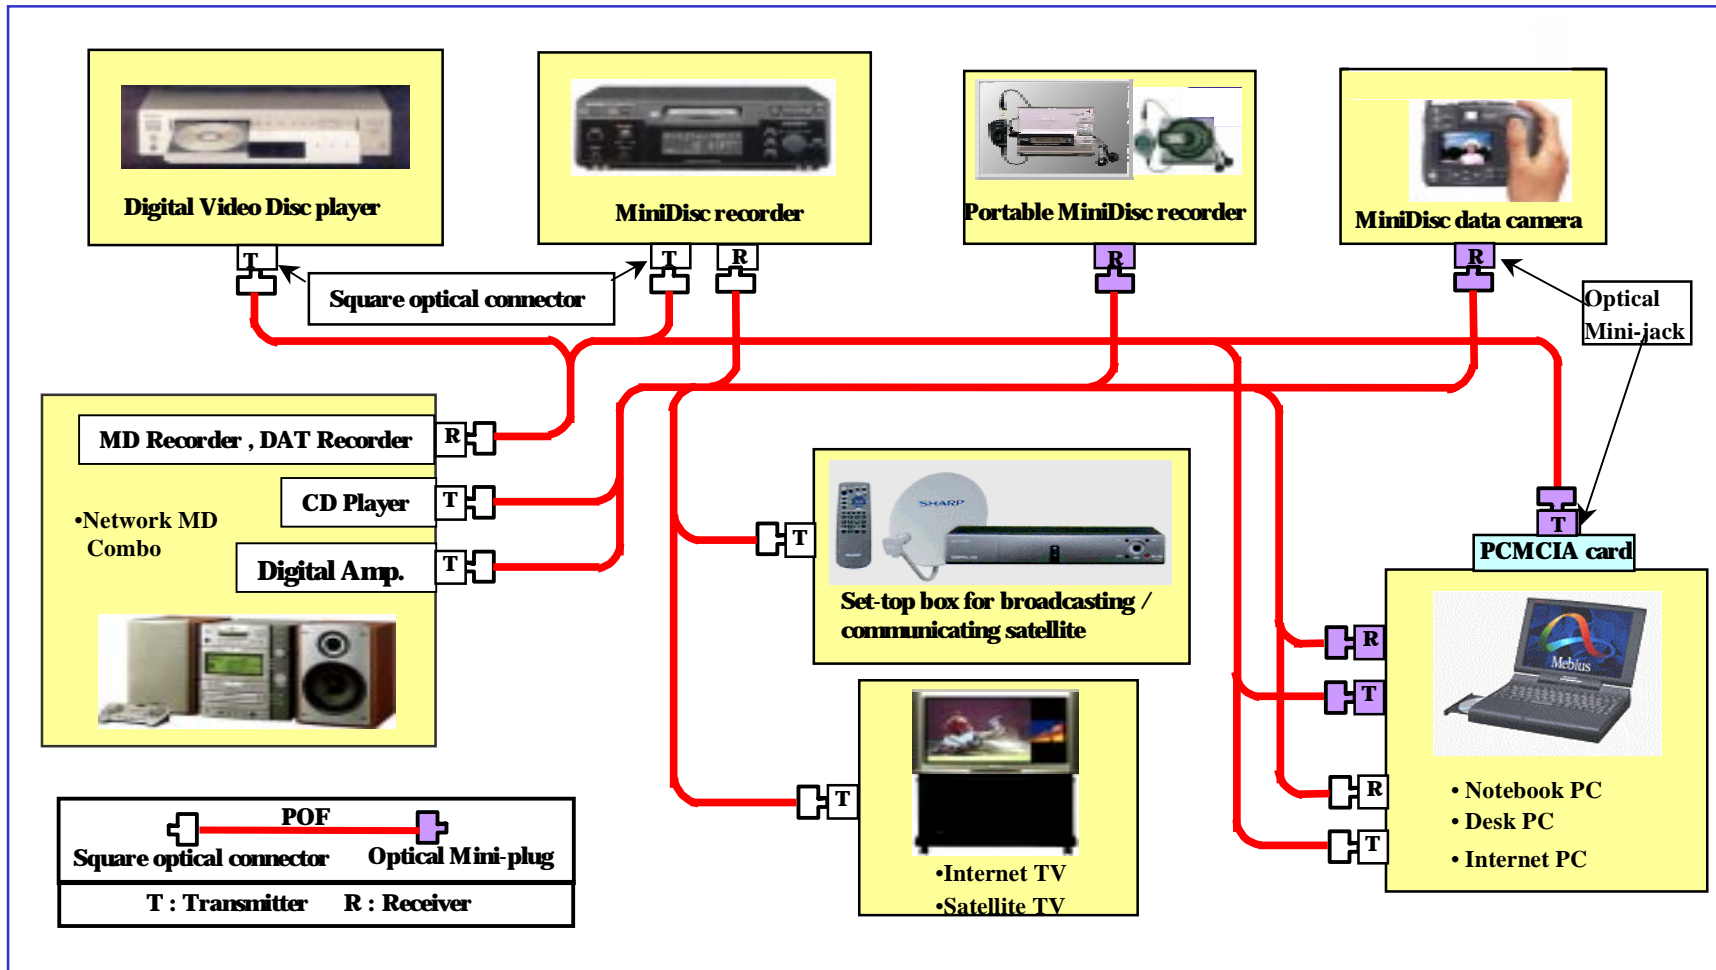 Digital Video Disc player
MiniDisc recorder
Portable MiniDisc recorder
MiniDisc data camera
T
T
R
R
R
Square optical connector
Optical
Mini-jack
MD Recorder , DAT Recorder
R
CD Player
T
•Network MD
Combo
Digital Amp.
T
T
SHARP
Set-top box for broadcasting /
communicating satellite
T
•Internet TV
•Satellite TV
T
PCMCIA card
Mebius
R
T
R
T
• Notebook PC
• Desk PC
• Internet PC
POF
Square optical connector
Optical Mini-plug
T : Transmitter R : Receiver